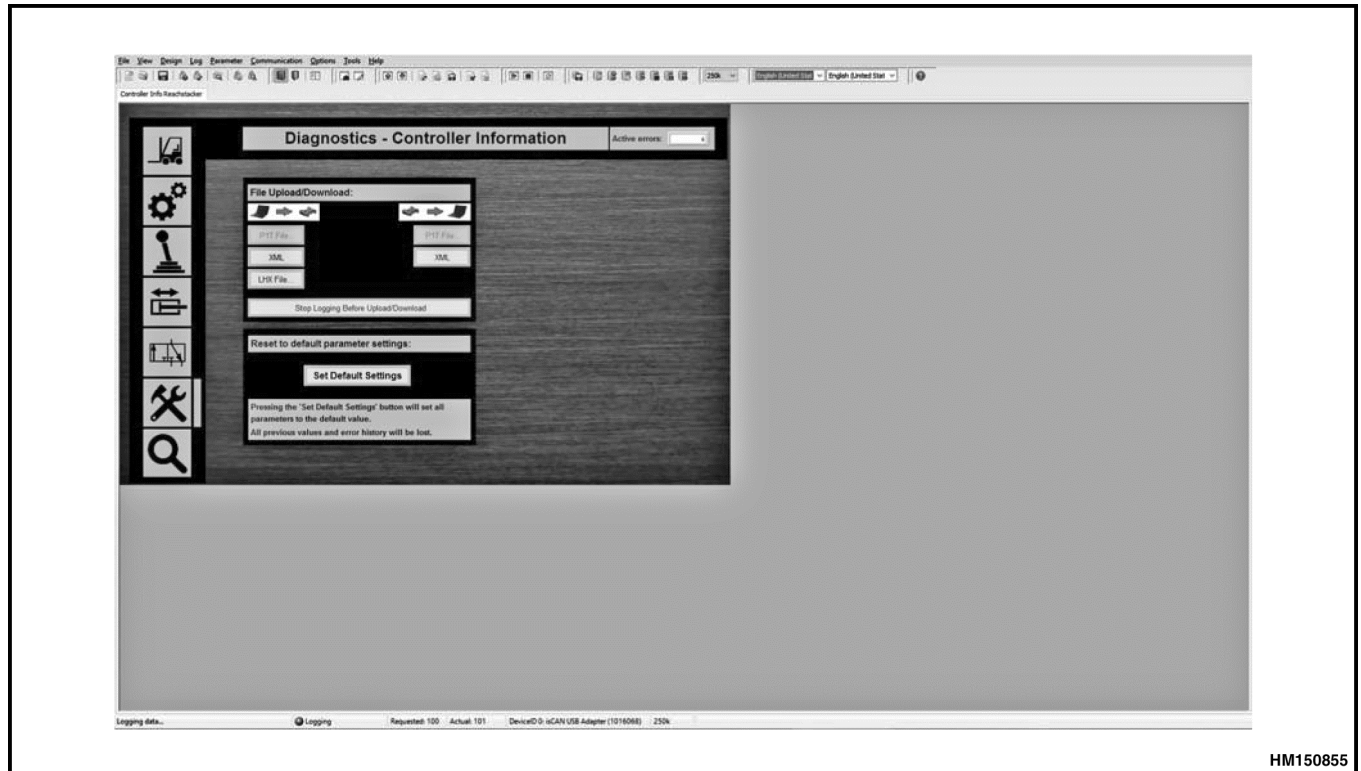 File View Design Log Parameter Communication Options Tools Help
250k English (United Stat English (United Stat
Controller Info Reachstacker
Diagnostics - Controller Information Active errors:
File Upload/Download:
P1T File... P1T File...
XML XML
LHX File...
Stop Logging Before Upload/Download
Reset to default parameter settings:
Set Default Settings
Pressing the 'Set Default Settings' button will set all
parameters to the default value.
All previous values and error history will be lost.
Logging data... Logging Requested: 100 Actual: 101 DeviceID 0: isCAN USB Adapter (1016068) 250k
HM150855